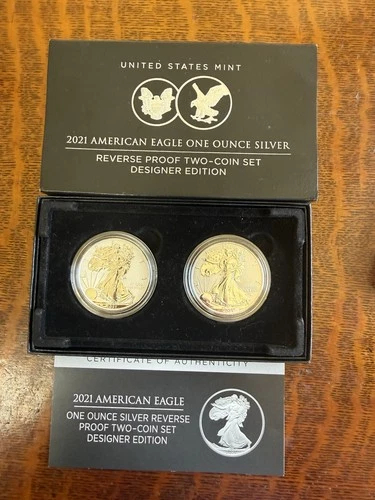 UNITED STATES MINT
2021 AMERICAN EAGLE ONE OUNCE SILVER
REVERSE PROOF TWO-COIN SET
DESIGNER EDITION
CERTIFICATE OF AUTHENTICITY
2021 AMERICAN EAGLE
ONE OUNCE SILVER REVERSE
PROOF TWO-COIN SET
DESIGNER EDITION